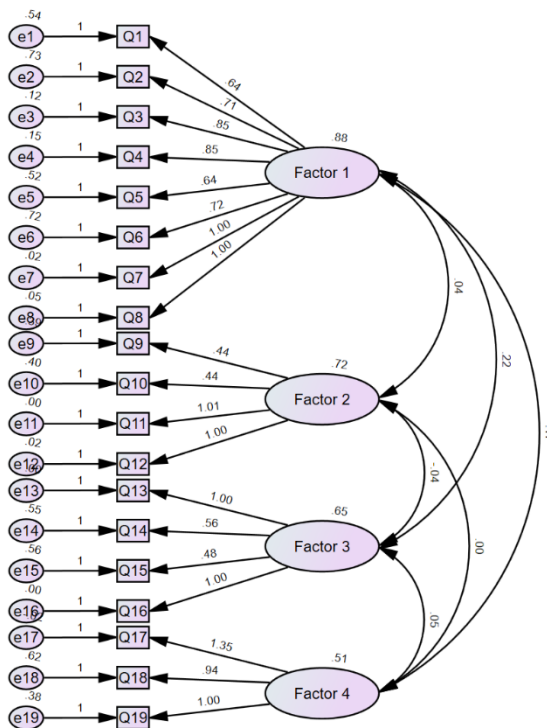 .54
e1 1 Q1
.73
e2 1 Q2
.12
e3 1 Q3
.15
e4 1 Q4
.52
e5 1 Q5
.72
e6 1 Q6
.02
e7 1 Q7
.05
e8 1 Q8
e9 1 Q9
.40
e10 1 Q10
.00
e11 1 Q11
.02
e12 1 Q12
e13 1 Q13
.55
e14 1 Q14
.56
e15 1 Q15
.00
e16 1 Q16
e17 1 Q17
.62
e18 1 Q18
.38
e19 1 Q19
.64
.71
.85
.85
.64
.72
1.00
1.00
.88
Factor 1
.44
.44
1.01
1.00
.72
Factor 2
1.00
.56
.48
1.00
.65
Factor 3
1.35
.94
1.00
.51
Factor 4
.04
.22
-.04
.00
.05